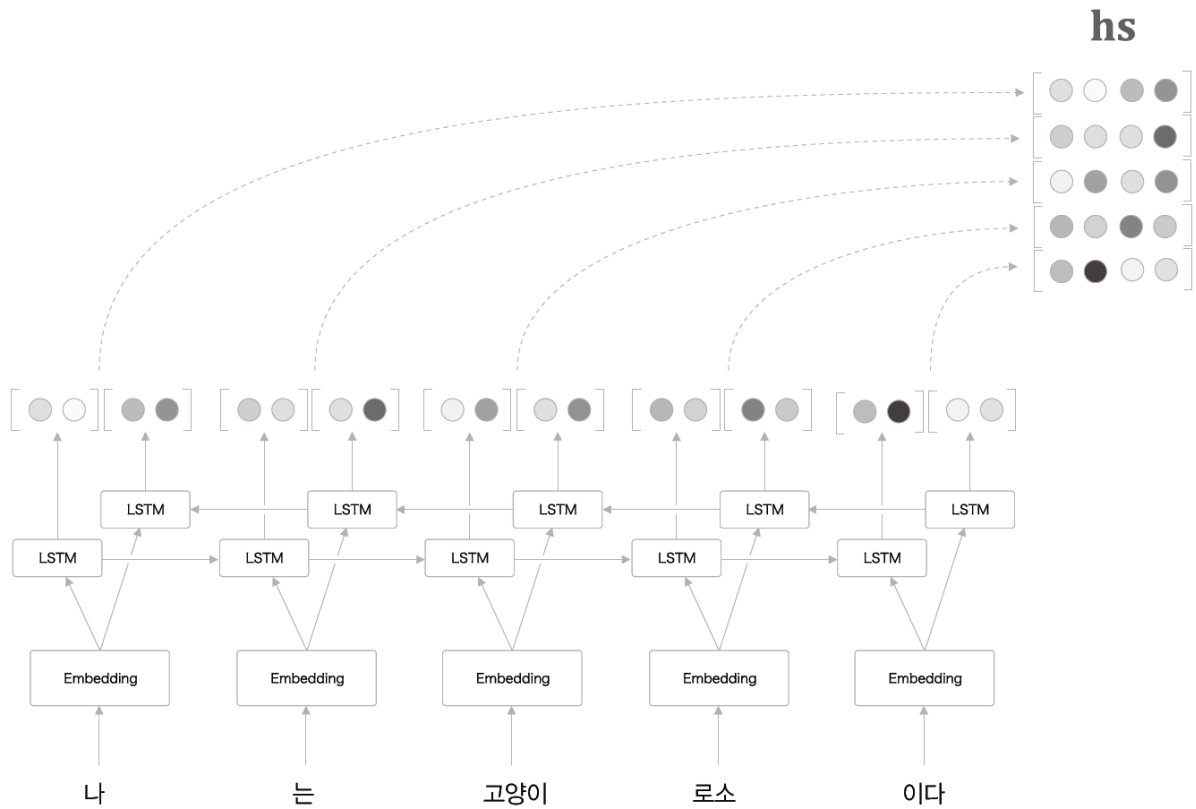 hs
LSTM LSTM LSTM LSTM LSTM
LSTM LSTM LSTM LSTM LSTM
Embedding Embedding Embedding Embedding Embedding
나 는 고양이 로소 이다